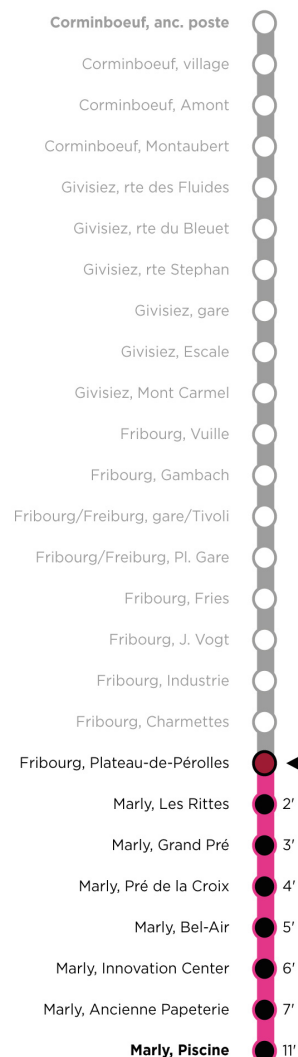 Corminboeuf, anc. poste
Corminboeuf, village
Corminboeuf, Amont
Corminboeuf, Montaubert
Givisiez, rte des Fluides
Givisiez, rte du Bleuet
Givisiez, rte Stephan
Givisiez, gare
Givisiez, Escale
Givisiez, Mont Carmel
Fribourg, Vuille
Fribourg, Gambach
Fribourg/Freiburg, gare/Tivoli
Fribourg/Freiburg, Pl. Gare
Fribourg, Fries
Fribourg, J. Vogt
Fribourg, Industrie
Fribourg, Charmettes
Fribourg, Plateau-de-Pérolles
Marly, Les Rittes 2'
Marly, Grand Pré 3'
Marly, Pré de la Croix 4'
Marly, Bel-Air 5'
Marly, Innovation Center 6'
Marly, Ancienne Papeterie 7'
Marly, Piscine 11'